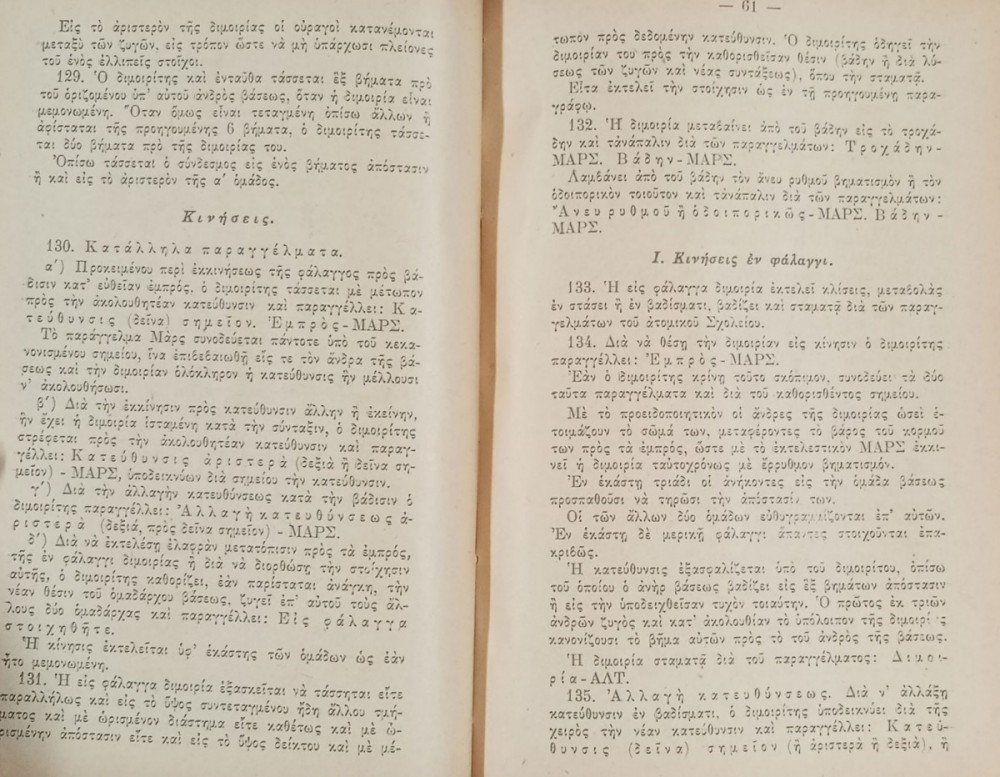 Εἰς τὸ ἀριστερὸν τῆς διμοιρίας οἱ οὐραγοὶ κατανέμονται
μεταξὺ τῶν ζυγῶν, εἰς τρόπον ὥστε νὰ μὴ ὑπάρχωσι πλείονες
τοῦ ἑνὸς ἐλλιπεῖς στοῖχοι.
129. Ὁ διμοιρίτης καὶ ἐνταῦθα τάσσεται ἓξ βήματα πρὸ
τοῦ ὁριζομένου ὑπ' αὐτοῦ ἀνδρὸς βάσεως, ὅταν ἡ διμοιρία εἶναι
μεμονωμένη. Ὅταν ὅμως εἶναι τεταγμένη ὀπίσω ἄλλων ἢ
ἀφίσταται τῆς προηγουμένης 6 βήματα, ὁ διμοιρίτης τάσσε-
ται δύο βήματα πρὸ τῆς διμοιρίας του.
Ὀπίσω τάσσεται ὁ σύνδεσμος εἰς ἑνὸς βήματος ἀπόστασιν
ἢ καὶ εἰς τὸ ἀριστερὸν τῆς α' ὁμάδος.
Κινήσεις.
130. Κατάλληλα παραγγέλματα.
α') Προκειμένου περὶ ἐκκινήσεως τῆς φάλαγγος πρὸς βά-
δισιν κατ' εὐθεῖαν ἐμπρός, ὁ διμοιρίτης τάσσεται μὲ μέτωπον
πρὸς τὴν ἀκολουθητέαν κατεύθυνσιν καὶ παραγγέλλει: Κα-
τεύθυνσις (δεῖνα) σημεῖον. Ἐμπρὸς-ΜΑΡΣ.
Τὸ παράγγελμα Μὰρς συνοδεύεται πάντοτε ὑπὸ τοῦ κεκα-
νονισμένου σημείου, ἵνα ἐπιβεβαιωθῇ εἴς τε τὸν ἄνδρα τῆς βά-
σεως καὶ τὴν διμοιρίαν ὁλόκληρον ἡ κατεύθυνσις ἣν μέλλουσι
ν' ἀκολουθήσωσι.
β') Διὰ τὴν ἐκκίνησιν πρὸς κατεύθυνσιν ἄλλην ἢ ἐκείνην,
ἣν ἔχει ἡ διμοιρία ἱσταμένη κατὰ τὴν σύνταξιν, ὁ διμοιρίτης
στρέφεται πρὸς τὴν ἀκολουθητέαν κατεύθυνσιν καὶ παραγ-
γέλλει: Κατεύθυνσις ἀριστερὰ (δεξιὰ ἢ δεῖνα ση-
μεῖον) - ΜΑΡΣ, ὑποδεικνύων διὰ σημείου τὴν κατεύθυνσιν.
γ') Διὰ τὴν ἀλλαγὴν κατευθύνσεως κατὰ τὴν βάδισιν ὁ
διμοιρίτης παραγγέλλει: Ἀλλαγὴ κατευθύνσεως ἀ-
ριστερὰ (δεξιά, πρὸς δεῖνα σημεῖον) - ΜΑΡΣ.
δ') Διὰ νὰ ἐκτελέσῃ ἐλαφρὰν μετατόπισιν πρὸς τὰ ἐμπρός,
τῆς ἐν φάλαγγι διμοιρίας ἢ διὰ νὰ διορθώσῃ τὴν στοίχησιν
αὐτῆς, ὁ διμοιρίτης καθορίζει, ἐὰν παρίσταται ἀνάγκη, τὴν
νέαν θέσιν τοῦ ὁμαδάρχου βάσεως, ζυγεῖ ἐπ' αὐτοῦ τοὺς ἄλ-
λους δύο ὁμαδάρχας καὶ παραγγέλλει: Εἰς φάλαγγα
στοιχηθῆτε.
Ἡ κίνησις ἐκτελεῖται ὑφ' ἑκάστης τῶν ὁμάδων ὡς ἐὰν
ἦτο μεμονωμένη.
131. Ἡ εἰς φάλαγγα διμοιρία ἐξασκεῖται νὰ τάσσηται εἴτε
παραλλήλως καὶ εἰς τὸ ὕψος συντεταγμένου ἤδη ἄλλου τμή-
ματος καὶ μὲ ὡρισμένον διάστημα εἴτε καθέτως καὶ μὲ ὡ-
ρισμένην ἀπόστασιν εἴτε καὶ εἰς τὸ ὕψος δείκτου καὶ μὲ μέ-
— 61 —
τωπον πρὸς δεδομένην κατεύθυνσιν. Ὁ διμοιρίτης ὁδηγεῖ τὴν
διμοιρίαν του πρὸς τὴν καθορισθεῖσαν θέσιν (βάδην ἢ διὰ λύ-
σεως τῶν ζυγῶν καὶ νέας συντάξεως), ὅπου τὴν σταματᾷ.
Εἶτα ἐκτελεῖ τὴν στοίχησιν ὡς ἐν τῇ προηγουμένῃ παρα-
γράφῳ.
132. Ἡ διμοιρία μεταβαίνει ἀπὸ τοῦ βάδην εἰς τὸ τροχά-
δην καὶ τἀνάπαλιν διὰ τῶν παραγγελμάτων: Τροχάδην-
ΜΑΡΣ. Βάδην-ΜΑΡΣ.
Λαμβάνει ἀπὸ τοῦ βάδην τὸν ἄνευ ρυθμοῦ βηματισμὸν ἢ τὸν
ὁδοιπορικὸν τοιοῦτον καὶ τἀνάπαλιν διὰ τῶν παραγγελμάτων:
Ἄνευ ρυθμοῦ ἢ ὁδοιπορικῶς-ΜΑΡΣ. Βάδην-
ΜΑΡΣ.
I. Κινήσεις ἐν φάλαγγι.
133. Ἡ εἰς φάλαγγα διμοιρία ἐκτελεῖ κλίσεις, μεταβολὰς
ἐν στάσει ἢ ἐν βαδίσματι, βαδίζει καὶ σταματᾷ διὰ τῶν παραγ-
γελμάτων τοῦ ἀτομικοῦ Σχολείου.
134. Διὰ νὰ θέσῃ τὴν διμοιρίαν εἰς κίνησιν ὁ διμοιρίτης
παραγγέλλει: Ἐμπρὸς-ΜΑΡΣ.
Ἐὰν ὁ διμοιρίτης κρίνῃ τοῦτο σκόπιμον, συνοδεύει τὰ δύο
ταῦτα παραγγέλματα καὶ διὰ τοῦ καθορισθέντος σημείου.
Μὲ τὸ προειδοποιητικὸν οἱ ἄνδρες τῆς διμοιρίας ὡσεὶ ἑ-
τοιμάζουν τὸ σῶμά των, μεταφέροντες τὸ βάρος τοῦ κορμοῦ
των πρὸς τὰ ἐμπρός, ὥστε μὲ τὸ ἐκτελεστικὸν ΜΑΡΣ ἐκκι-
νεῖ ἡ διμοιρία ταὐτοχρόνως μὲ ἔρρυθμον βηματισμόν.
Ἐν ἑκάστῃ τριάδι οἱ ἀνήκοντες εἰς τὴν ὁμάδα βάσεως
προσπαθοῦσι νὰ τηρῶσι τὴν ἀπόστασίν των.
Οἱ τῶν ἄλλων δύο ὁμάδων εὐθυγραμμίζονται ἐπ' αὐτῶν.
Ἐν ἑκάστῃ δὲ μερικῇ φάλαγγι ἅπαντες στοιχοῦνται ἐπα-
κριβῶς.
Ἡ κατεύθυνσις ἐξασφαλίζεται ὑπὸ τοῦ διμοιρίτου, ὀπίσω
τοῦ ὁποίου ὁ ἀνὴρ βάσεως βαδίζει εἰς ἓξ βημάτων ἀπόστασιν
ἢ εἰς τὴν ὑποδειχθεῖσαν τυχὸν τοιαύτην. Ὁ πρῶτος ἐκ τριῶν
ἀνδρῶν ζυγὸς καὶ κατ' ἀκολουθίαν τὸ ὑπόλοιπον τῆς διμοιρίας
κανονίζουσι τὸ βῆμα αὐτῶν πρὸς τὸ τοῦ ἀνδρὸς τῆς βάσεως.
Ἡ διμοιρία σταματᾷ διὰ τοῦ παραγγέλματος: Διμοι-
ρία-ΑΛΤ.
135. Ἀλλαγὴ κατευθύνσεως. Διὰ ν' ἀλλάξῃ
κατεύθυνσιν ἐν βαδίσματι, ὁ διμοιρίτης ὑποδεικνύει διὰ τῆς
χειρὸς τὴν νέαν κατεύθυνσιν καὶ παραγγέλλει: Κατεύ-
θυνσις (δεῖνα) σημεῖον (ἢ ἀριστερὰ ἢ δεξιά), ἢ